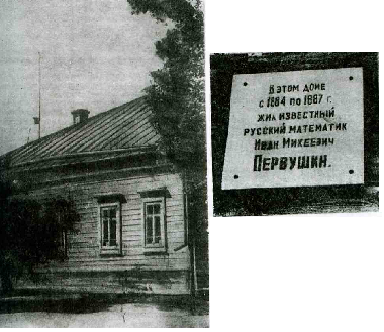 В ЭТОМ ДОМЕ
С 1884 ПО 1887 Г.
ЖИЛ ИЗВЕСТНЫЙ
РУССКИЙ МАТЕМАТИК
ИВАН МИХЕЕВИЧ
ПЕРВУШИН.